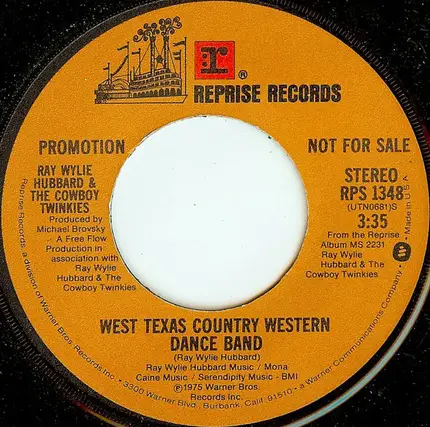 r
REPRISE RECORDS
PROMOTION
NOT FOR SALE
RAY WYLIE
HUBBARD &
THE COWBOY
TWINKIES
Produced by
Michael Brovsky
A Free Flow
Production in
association with
Ray Wylie
Hubbard & The
Cowboy Twinkies
STEREO
RPS 1348
(UTN0681)S
3:35
From the Reprise
Album MS 2231
Ray Wylie
Hubbard & The
Cowboy Twinkies
Made in U.S.A.
WEST TEXAS COUNTRY WESTERN
DANCE BAND
(Ray Wylie Hubbard)
Ray Wylie Hubbard Music / Mona
Caine Music / Serendipity Music - BMI
℗1975 Warner Bros.
Records Inc.
Reprise Records, a division of Warner Bros Records Inc. • 3300 Warner Blvd., Burbank, Calif. 91510 • a Warner Communications Company •